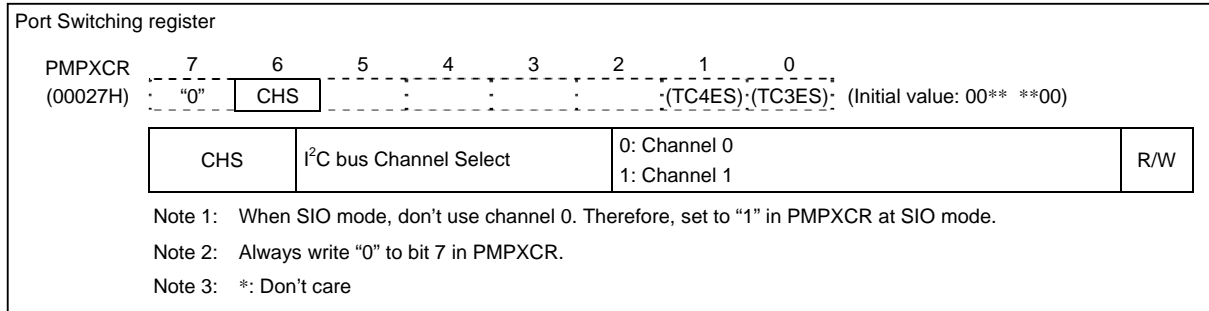 Port Switching register
PMPXCR 7 6 5 4 3 2 1 0
(00027H) “0” CHS (TC4ES) (TC3ES) (Initial value: 00** **00)
CHS I²C bus Channel Select 0: Channel 0 R/W
1: Channel 1
Note 1: When SIO mode, don’t use channel 0. Therefore, set to “1” in PMPXCR at SIO mode.
Note 2: Always write “0” to bit 7 in PMPXCR.
Note 3: *: Don’t care